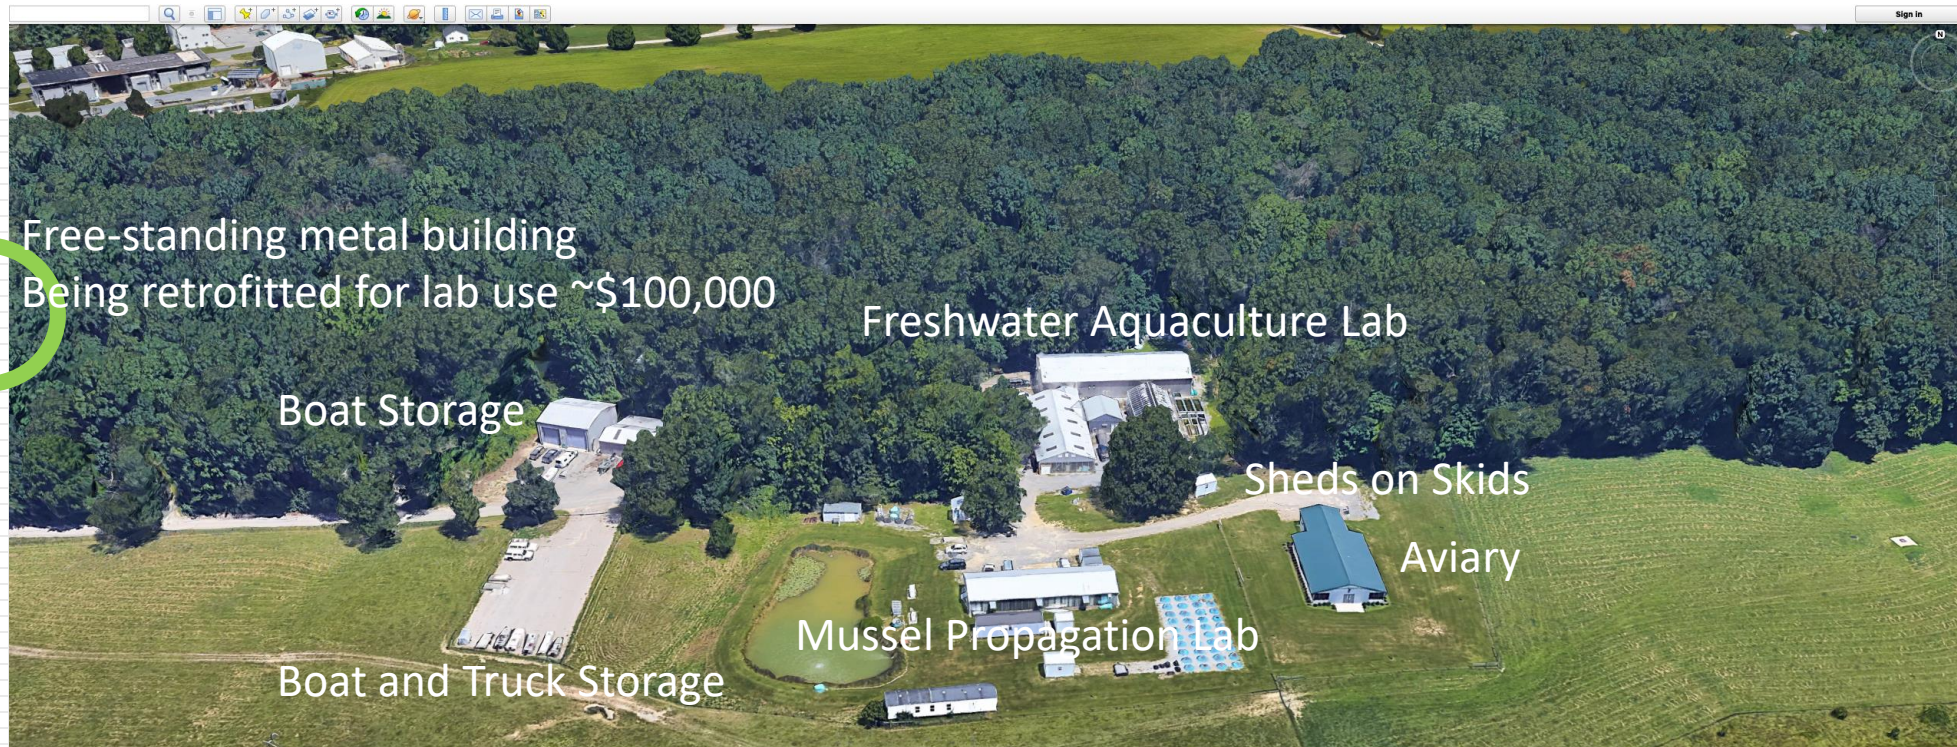 Sign in
N
Free-standing metal building
Being retrofitted for lab use ~$100,000
Freshwater Aquaculture Lab
Boat Storage
Sheds on Skids
Aviary
Mussel Propagation Lab
Boat and Truck Storage